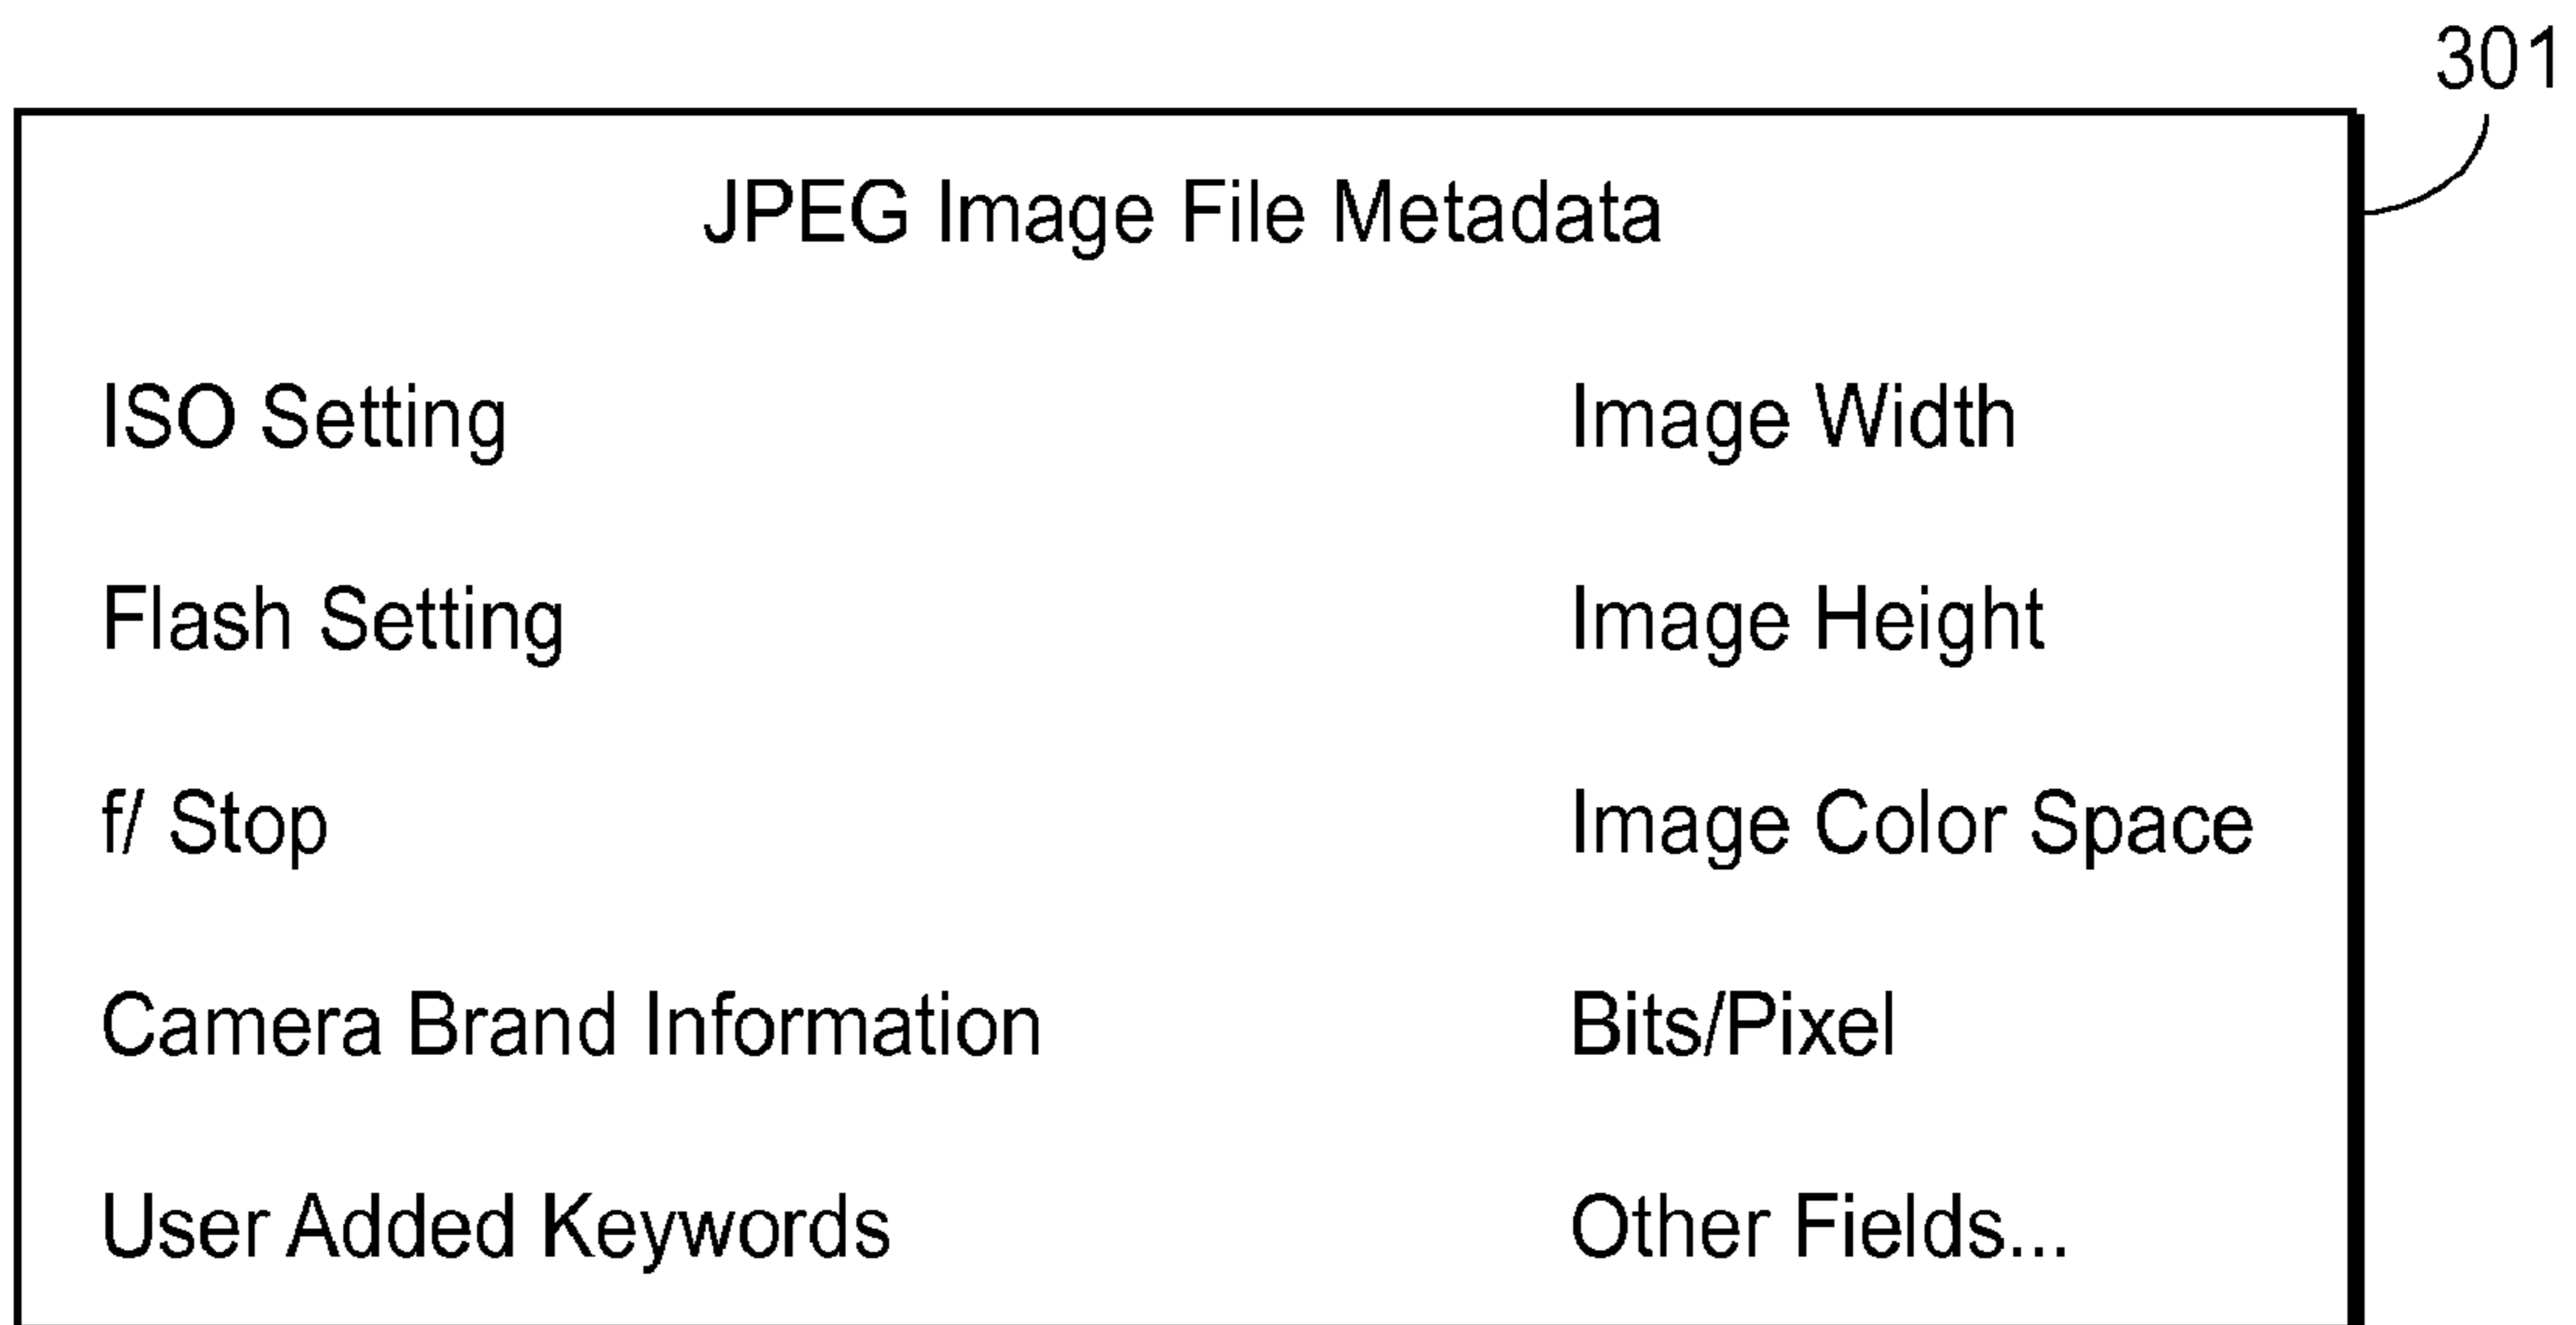 301
JPEG Image File Metadata
ISO Setting
Image Width
Flash Setting
Image Height
f/ Stop
Image Color Space
Camera Brand Information
Bits/Pixel
User Added Keywords
Other Fields...